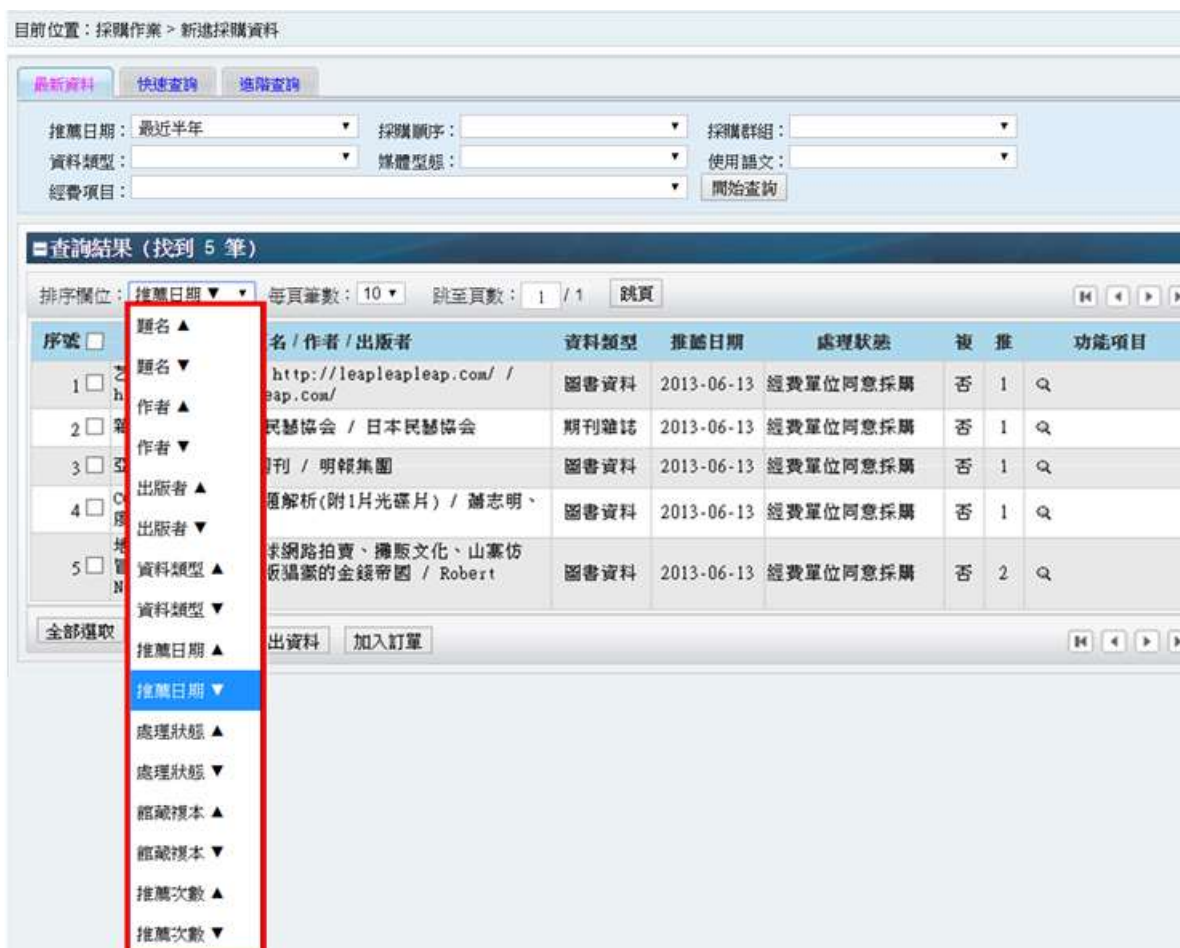 目前位置：採購作業 > 新進採購資料
最新資料 快速查詢 進階查詢
推薦日期： 最近半年 ▼ 採購順序： ▼ 採購群組： ▼
資料類型： ▼ 媒體型態： ▼ 使用語文： ▼
經費項目： ▼ 開始查詢
查詢結果 (找到 5 筆)
排序欄位： 推薦日期 ▼ ▼ 每頁筆數： 10 ▼ 跳至頁數： 1 / 1 跳頁
序號 名 / 作者 / 出版者 資料類型 推薦日期 處理狀態 複 推 功能項目
1 http://leapleapleap.com/ /
eap.com/ 圖書資料 2013-06-13 經費單位同意採購 否 1
2 民藝協會 / 日本民藝協會 期刊雜誌 2013-06-13 經費單位同意採購 否 1
3 亞 刊 / 明報集團 圖書資料 2013-06-13 經費單位同意採購 否 1
4 題解析(附1片光碟片) / 蕭志明、
圖書資料 2013-06-13 經費單位同意採購 否 1
5 地 球網路拍賣、攤販文化、山寨仿
版猖獗的金錢帝國 / Robert
N 圖書資料 2013-06-13 經費單位同意採購 否 2
全部選取 出資料 加入訂單
題名 ▲
題名 ▼
作者 ▲
作者 ▼
出版者 ▲
出版者 ▼
資料類型 ▲
資料類型 ▼
推薦日期 ▲
推薦日期 ▼
處理狀態 ▲
處理狀態 ▼
館藏複本 ▲
館藏複本 ▼
推薦次數 ▲
推薦次數 ▼